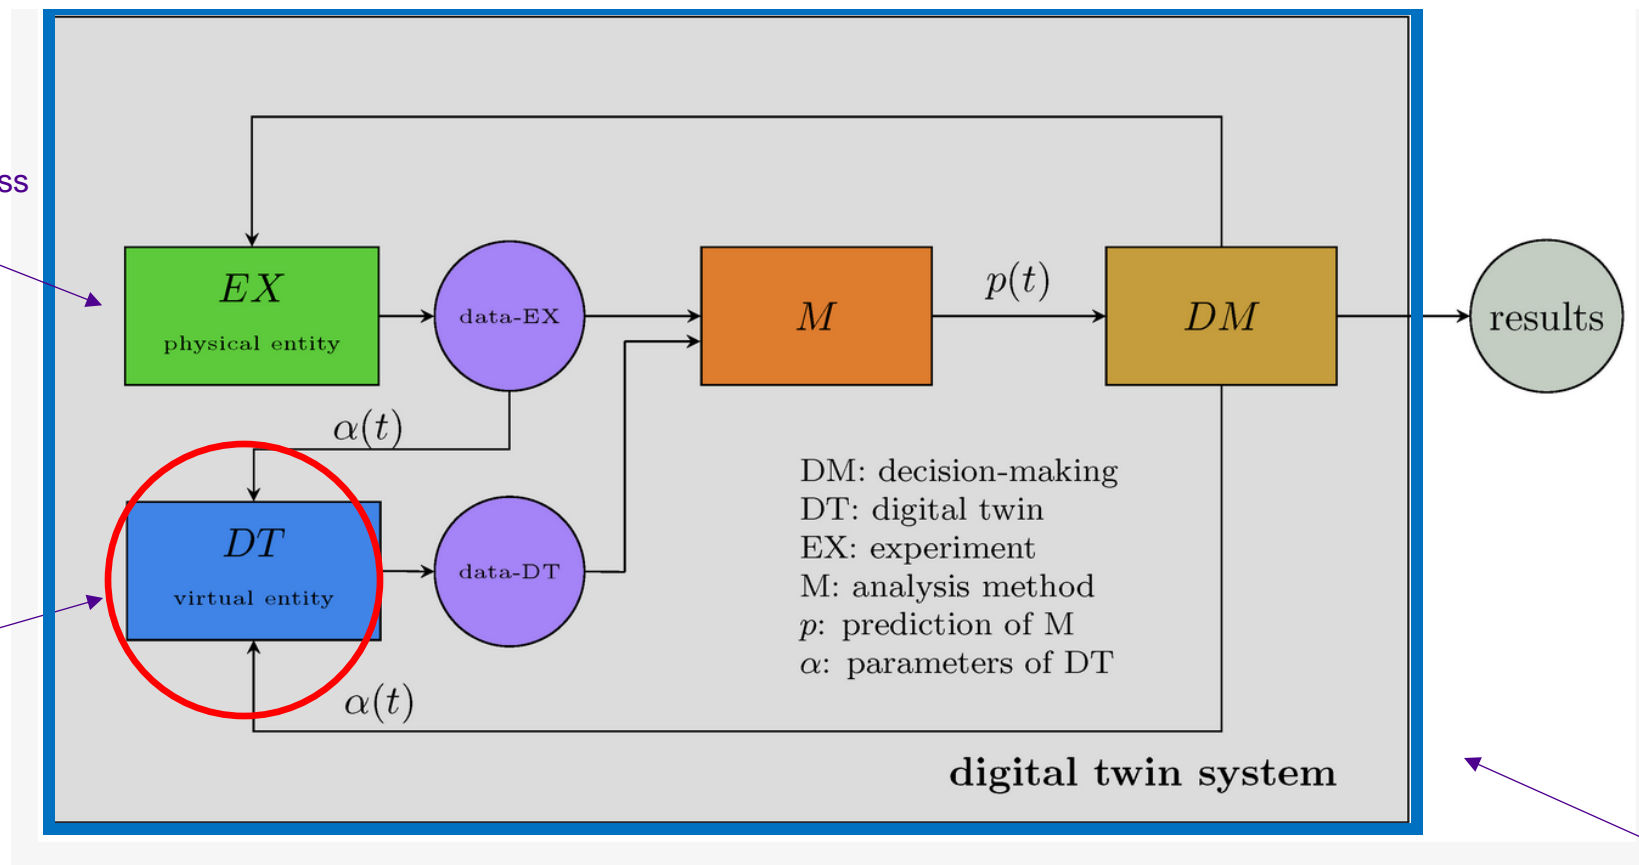 ss
EX
physical entity
data-EX
M
p(t)
DM
results
α(t)
DT
virtual entity
data-DT
α(t)
DM: decision-making
DT: digital twin
EX: experiment
M: analysis method
p: prediction of M
α: parameters of DT
digital twin system